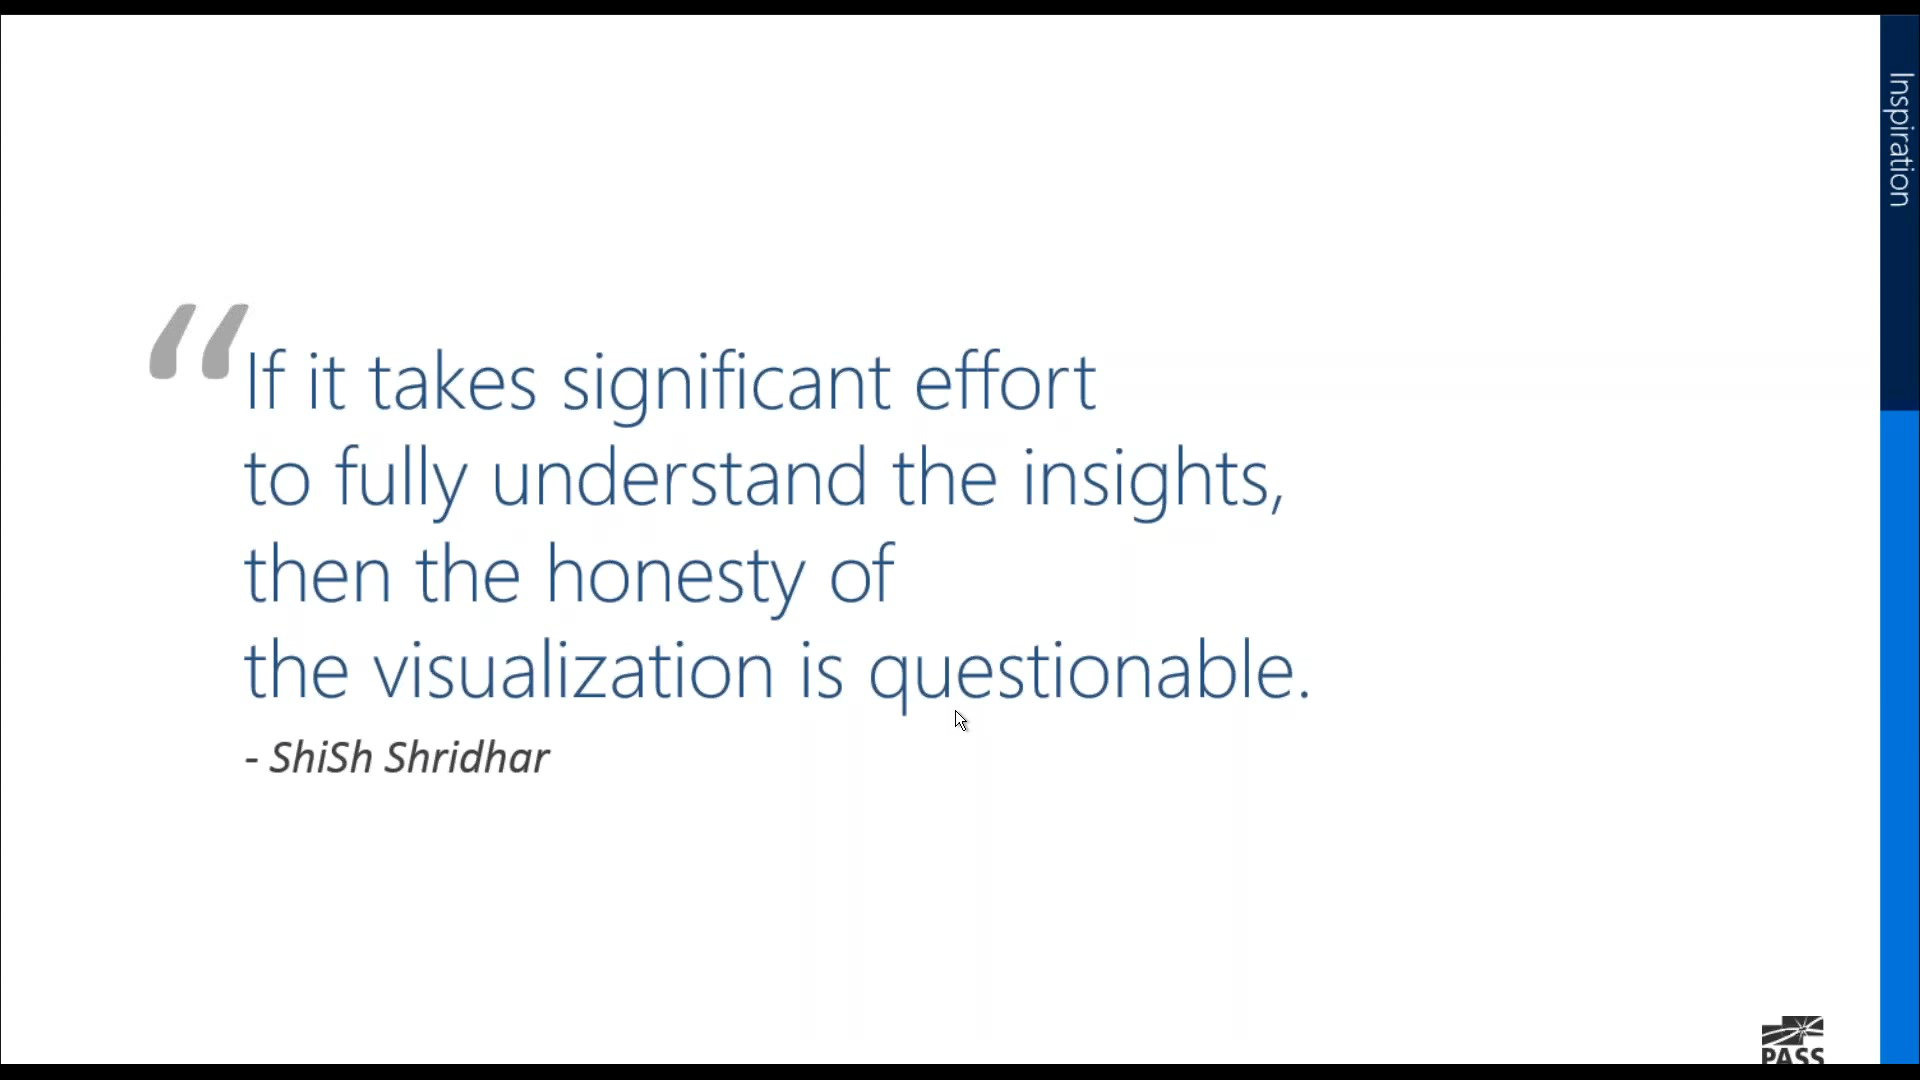 Inspiration
“If it takes significant effort
to fully understand the insights,
then the honesty of
the visualization is questionable.
- ShiSh Shridhar
PASS